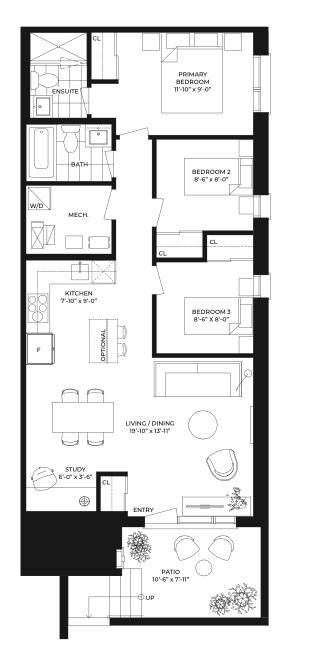 CL
PRIMARY
BEDROOM
11'-10" x 9'-0"
ENSUITE
BATH
BEDROOM 2
8'-6" x 8'-0"
W/D
MECH.
CL
CL
KITCHEN
7'-10" x 9'-0"
OPTIONAL
BEDROOM 3
8'-6" X 8'-0"
F
LIVING / DINING
19'-10" x 13'-11"
STUDY
6'-0" x 3'-6"
CL
ENTRY
PATIO
10'-6" x 7'-11"
UP